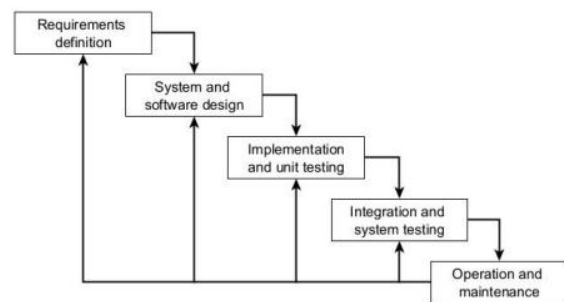 Requirements
definition
System and
software design
Implementation
and unit testing
Integration and
system testing
Operation and
maintenance